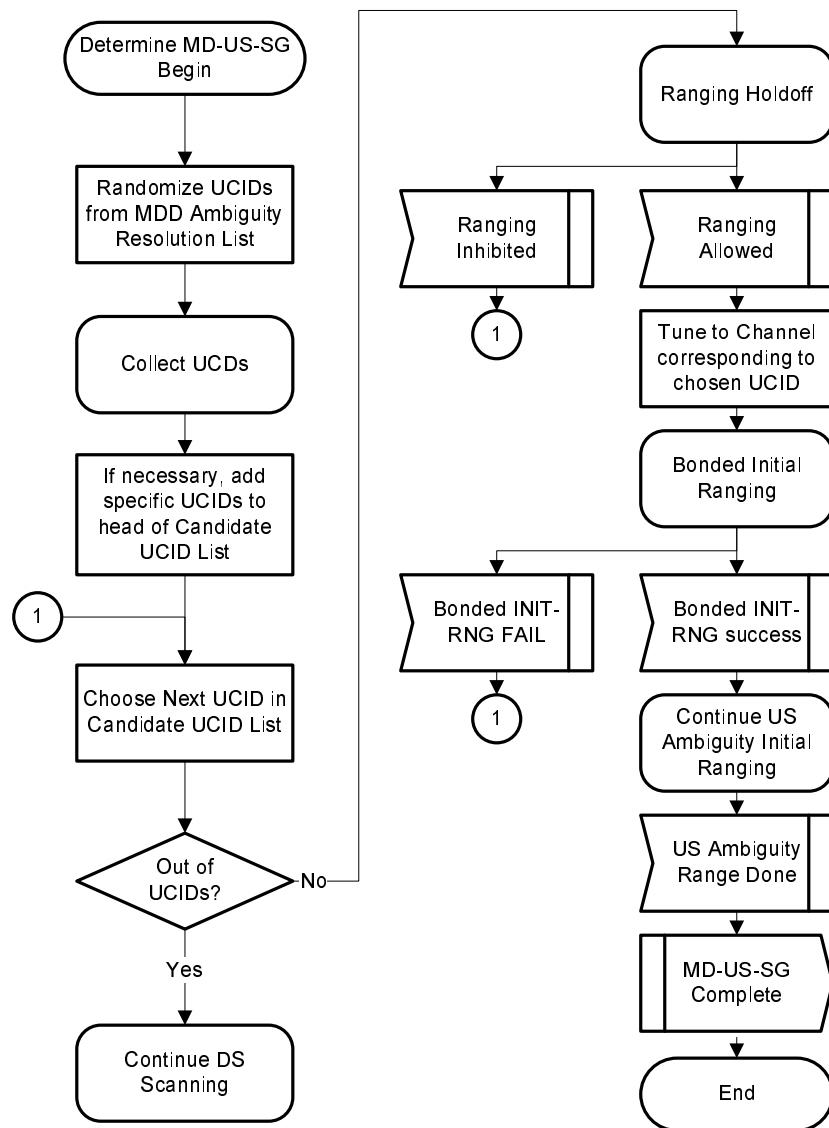 Determine MD-US-SG
Begin
Randomize UCIDs
from MDD Ambiguity
Resolution List
Collect UCDs
If necessary, add
specific UCIDs to
head of Candidate
UCID List
1
Choose Next UCID in
Candidate UCID List
Out of
UCIDs?
No
Yes
Continue DS
Scanning
Ranging Holdoff
Ranging
Inhibited
Ranging
Allowed
1
Tune to Channel
corresponding to
chosen UCID
Bonded Initial
Ranging
Bonded INIT-
RNG FAIL
Bonded INIT-
RNG success
1
Continue US
Ambiguity Initial
Ranging
US Ambiguity
Range Done
MD-US-SG
Complete
End